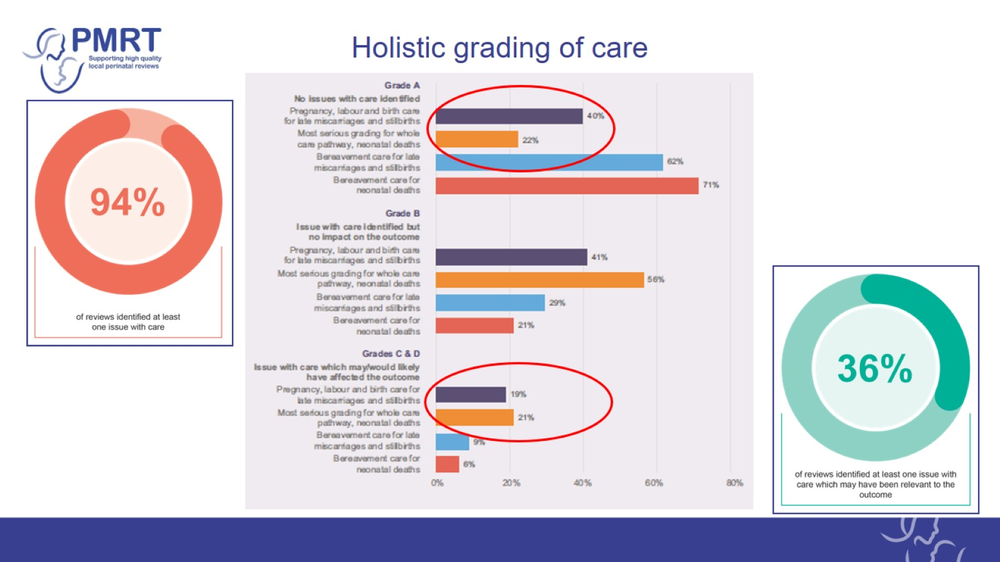 PMRT
Supporting high quality
local perinatal reviews
Holistic grading of care
94%
of reviews identified at least
one issue with care
Grade A
No issues with care identified
Pregnancy, labour and birth care
for late miscarriages and stillbirths
40%
Most serious grading for whole
care pathway, neonatal deaths
22%
Bereavement care for late
miscarriages and stillbirths
62%
Bereavement care for
neonatal deaths
71%
Grade B
Issue with care identified but
no impact on the outcome
Pregnancy, labour and birth care
for late miscarriages and stillbirths
41%
Most serious grading for whole care
pathway, neonatal deaths
56%
Bereavement care for late
miscarriages and stillbirths
29%
Bereavement care for
neonatal deaths
21%
Grades C & D
Issue with care which may/would likely
have affected the outcome
Pregnancy, labour and birth care for
late miscarriages and stillbirths
19%
Most serious grading for whole care
pathway, neonatal deaths
21%
Bereavement care for late
miscarriages and stillbirths
9%
Bereavement care for
neonatal deaths
6%
0% 20% 40% 60% 80%
36%
of reviews identified at least one issue with
care which may have been relevant to the
outcome